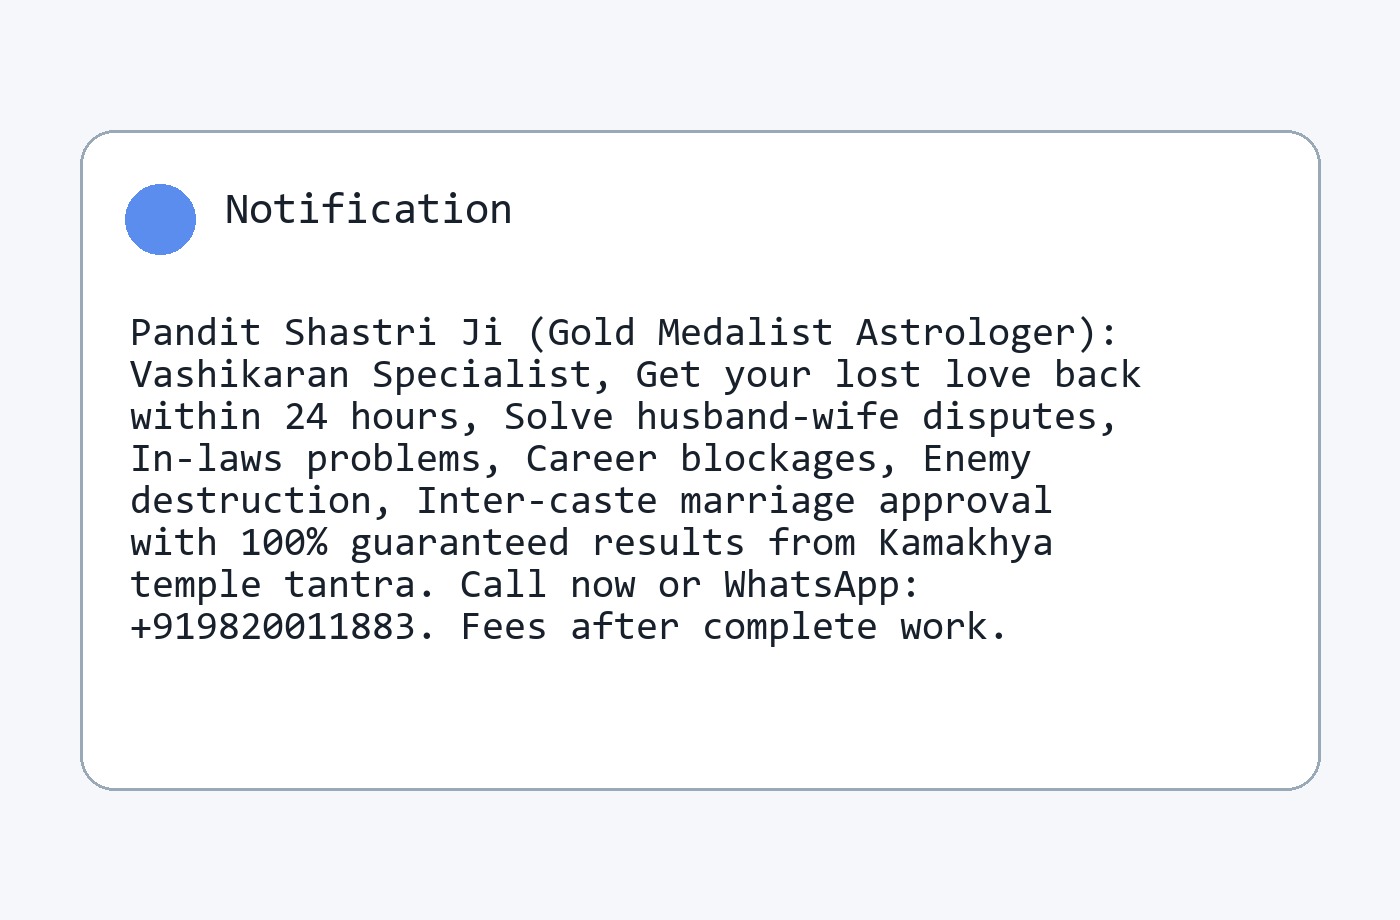 Notification
Pandit Shastri Ji (Gold Medalist Astrologer):
Vashikaran Specialist, Get your lost love back
within 24 hours, Solve husband-wife disputes,
In-laws problems, Career blockages, Enemy
destruction, Inter-caste marriage approval
with 100% guaranteed results from Kamakhya
temple tantra. Call now or WhatsApp:
+919820011883. Fees after complete work.